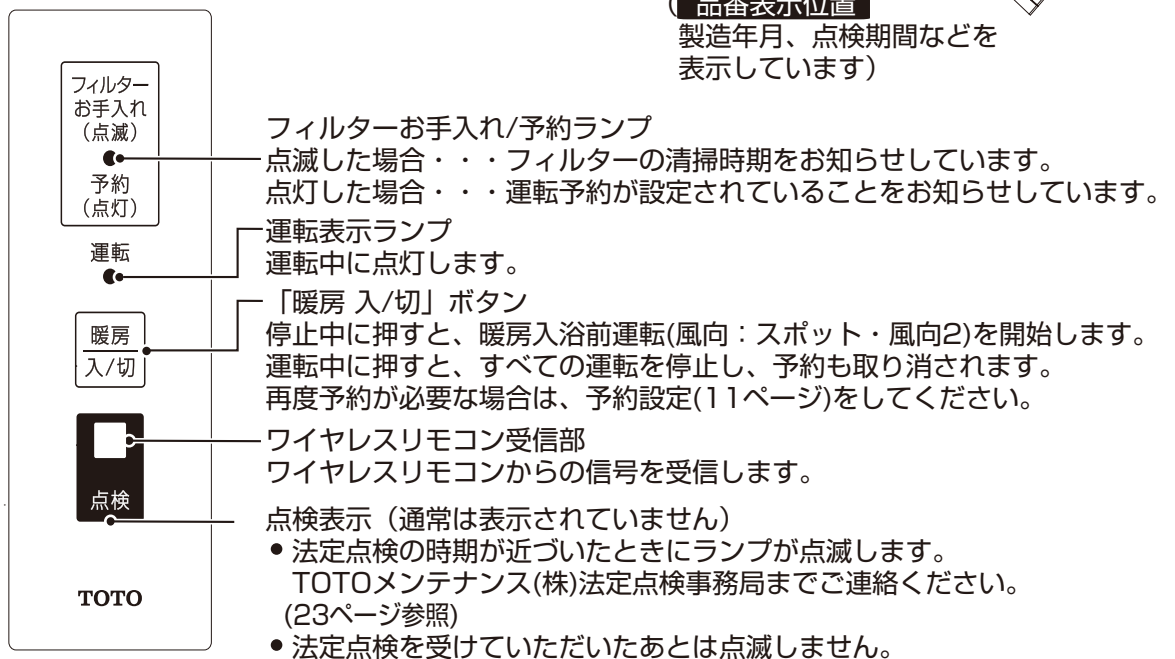 (品番表示位置
製造年月、点検期間などを
表示しています）
フィルター
お手入れ
（点滅）
予約
（点灯）
運転
暖房
入/切
点検
TOTO
フィルターお手入れ/予約ランプ
点滅した場合・・・フィルターの清掃時期をお知らせしています。
点灯した場合・・・運転予約が設定されていることをお知らせしています。
運転表示ランプ
運転中に点灯します。
「暖房 入/切」ボタン
停止中に押すと、暖房入浴前運転(風向：スポット・風向2)を開始します。
運転中に押すと、すべての運転を停止し、予約も取り消されます。
再度予約が必要な場合は、予約設定(11ページ)をしてください。
ワイヤレスリモコン受信部
ワイヤレスリモコンからの信号を受信します。
点検表示（通常は表示されていません）
●法定点検の時期が近づいたときにランプが点滅します。
TOTOメンテナンス(株)法定点検事務局までご連絡ください。
(23ページ参照)
●法定点検を受けていただいたあとは点滅しません。